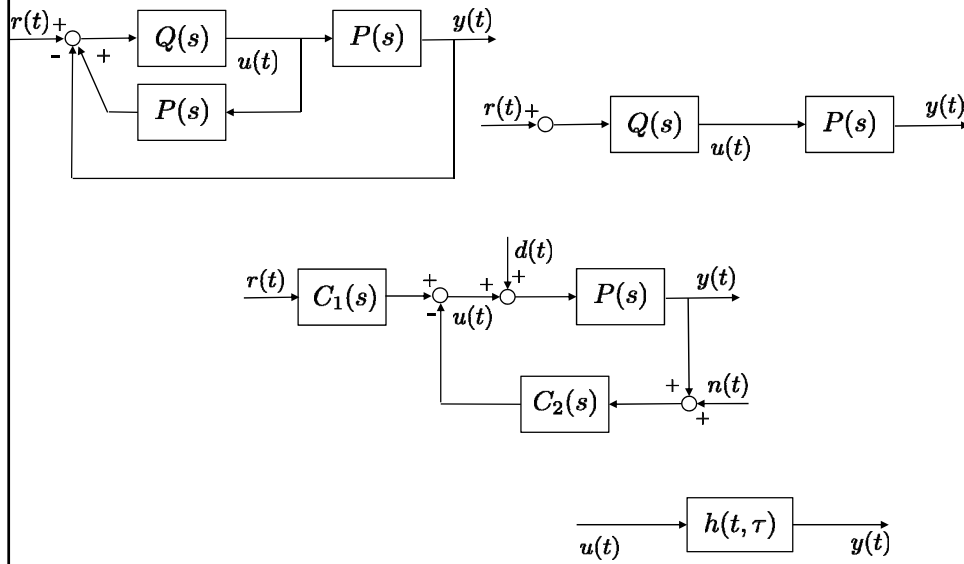 r(t) + Q(s) P(s) y(t)
- + u(t)
P(s)
r(t) + Q(s) P(s) y(t)
u(t)
d(t)
r(t) C₁(s) + + + P(s) y(t)
- u(t)
C₂(s) + n(t)
+
h(t, τ)
u(t) y(t)